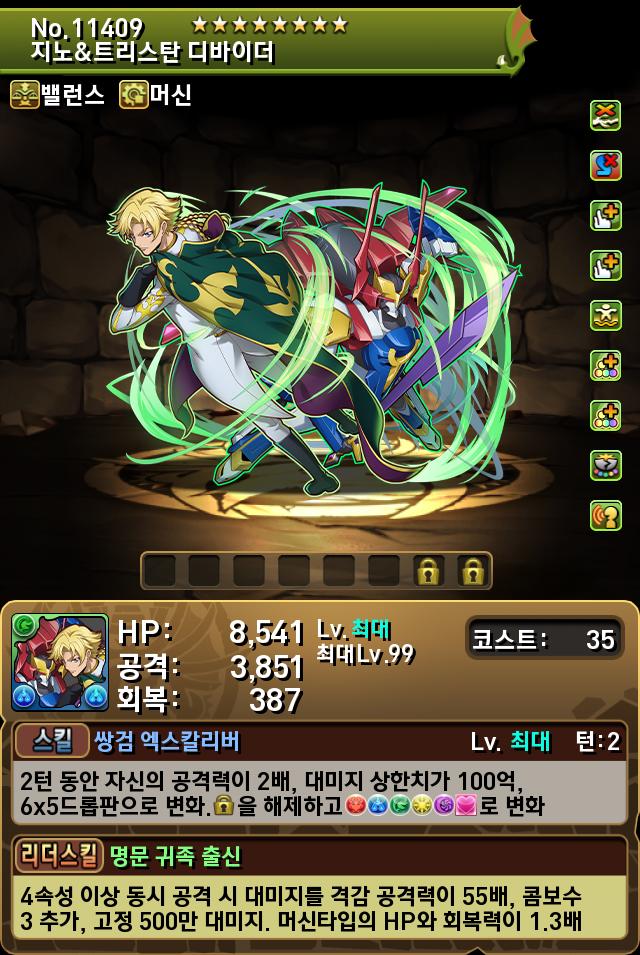 No.11409
지노&트리스탄 디바이더
밸런스 머신
HP: 8,541 Lv.최대
공격: 3,851 최대Lv.99
회복: 387
코스트: 35
스킬 쌍검 엑스칼리버 Lv. 최대 턴:2
2턴 동안 자신의 공격력이 2배, 대미지 상한치가 100억,
6x5드롭판으로 변화. 을 해제하고 로 변화
리더스킬 명문 귀족 출신
4속성 이상 동시 공격 시 대미지를 격감 공격력이 55배, 콤보수
3 추가, 고정 500만 대미지. 머신타입의 HP와 회복력이 1.3배